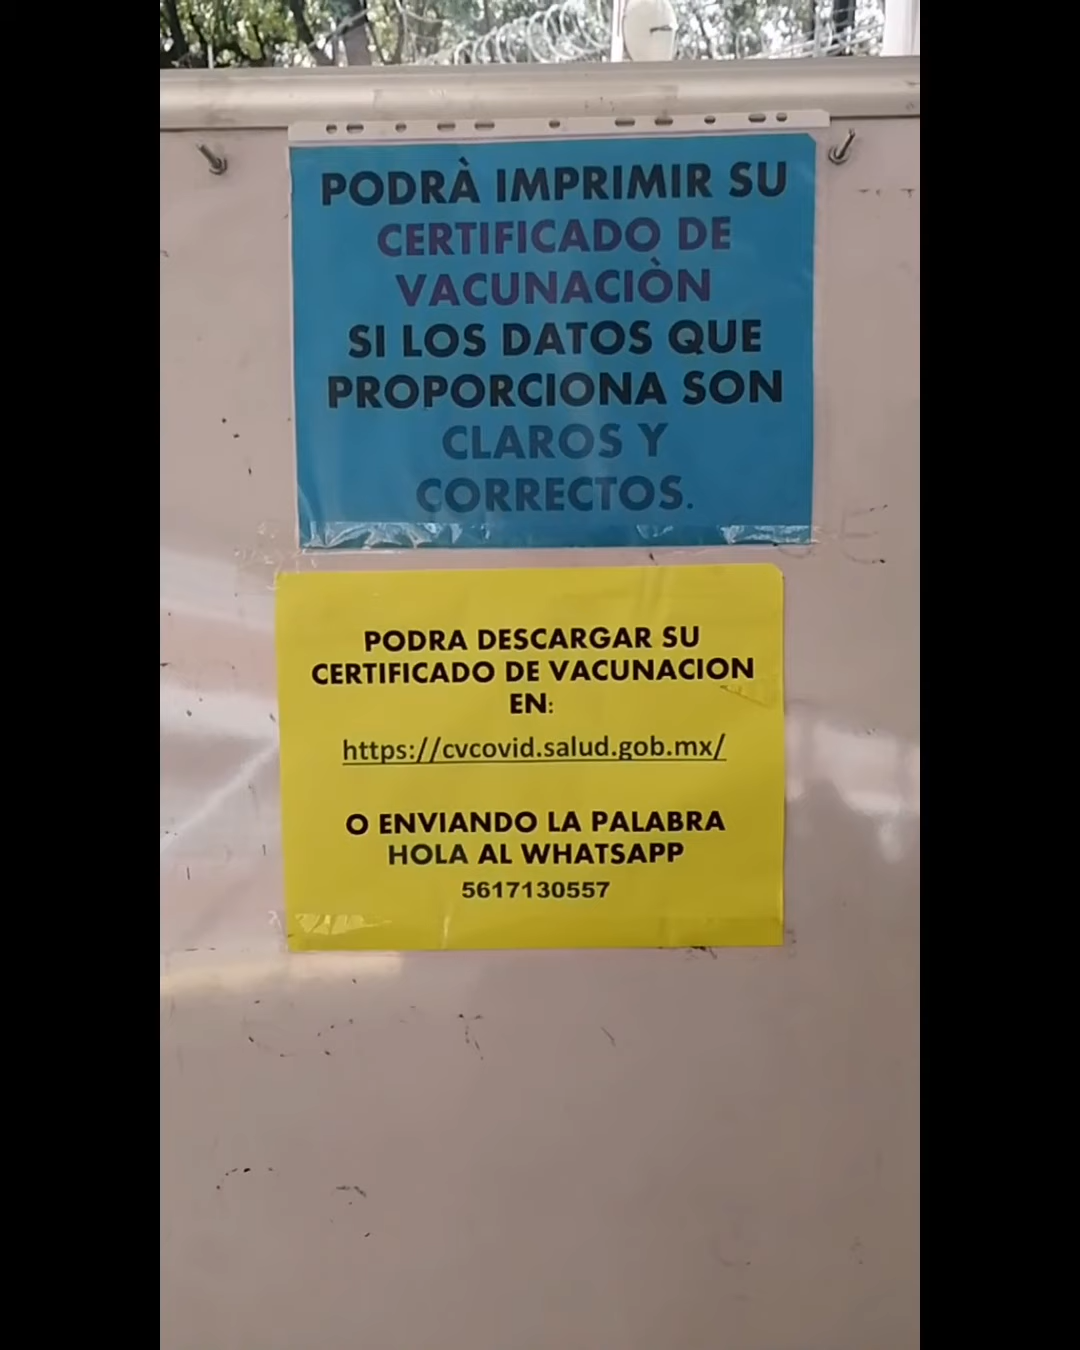 PODRÀ IMPRIMIR SU
CERTIFICADO DE
VACUNACIÒN
SI LOS DATOS QUE
PROPORCIONA SON
CLAROS Y
CORRECTOS.
PODRA DESCARGAR SU
CERTIFICADO DE VACUNACION
EN:
https://cvcovid.salud.gob.mx/
O ENVIANDO LA PALABRA
HOLA AL WHATSAPP
5617130557